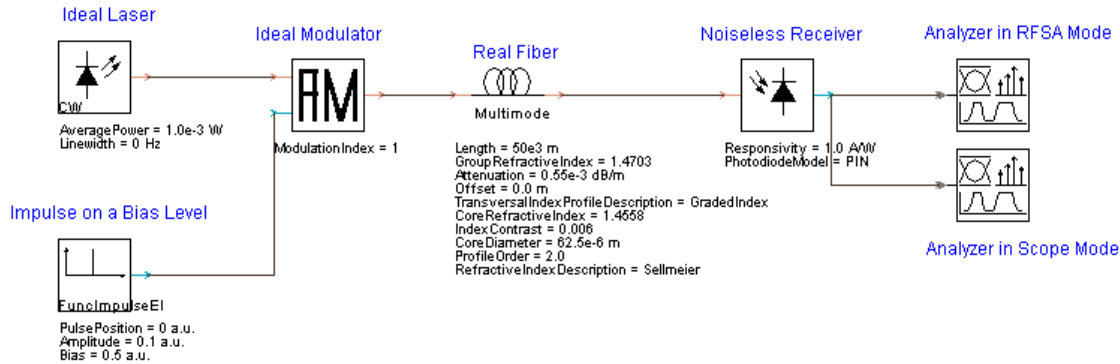 Ideal Laser
CW
AveragePower = 1.0e-3 W
Linewidth = 0 Hz
Ideal Modulator
AM
ModulationIndex = 1
Real Fiber
Multimode
Length = 50e3 m
GroupRefractiveIndex = 1.4703
Attenuation = 0.55e-3 dB/m
Offset = 0.0 m
TransversalIndexProfileDescription = GradedIndex
CoreRefractiveIndex = 1.4558
IndexContrast = 0.006
CoreDiameter = 62.5e-6 m
ProfileOrder = 2.0
RefractiveIndexDescription = Sellmeier
Noiseless Receiver
Responsivity = 1.0 A/W
PhotodiodeModel = PIN
Analyzer in RFSA Mode
Analyzer in Scope Mode
Impulse on a Bias Level
FuncImpulseEl
PulsePosition = 0 a.u.
Amplitude = 0.1 a.u.
Bias = 0.5 a.u.